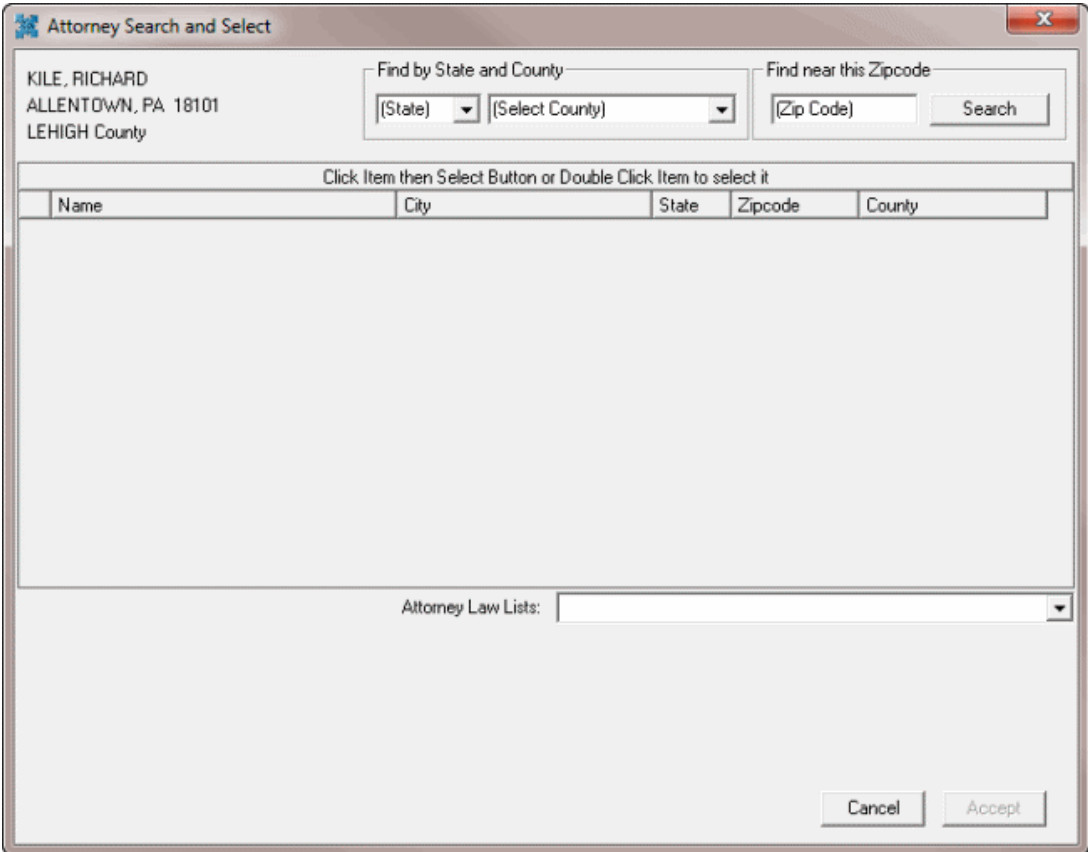 Attorney Search and Select
KILE, RICHARD
ALLENTOWN, PA 18101
LEHIGH County
Find by State and County
(State) (Select County)
Find near this Zipcode
(Zip Code) Search
Click Item then Select Button or Double Click Item to select it
Name City State Zipcode County
Attorney Law Lists:
Cancel Accept